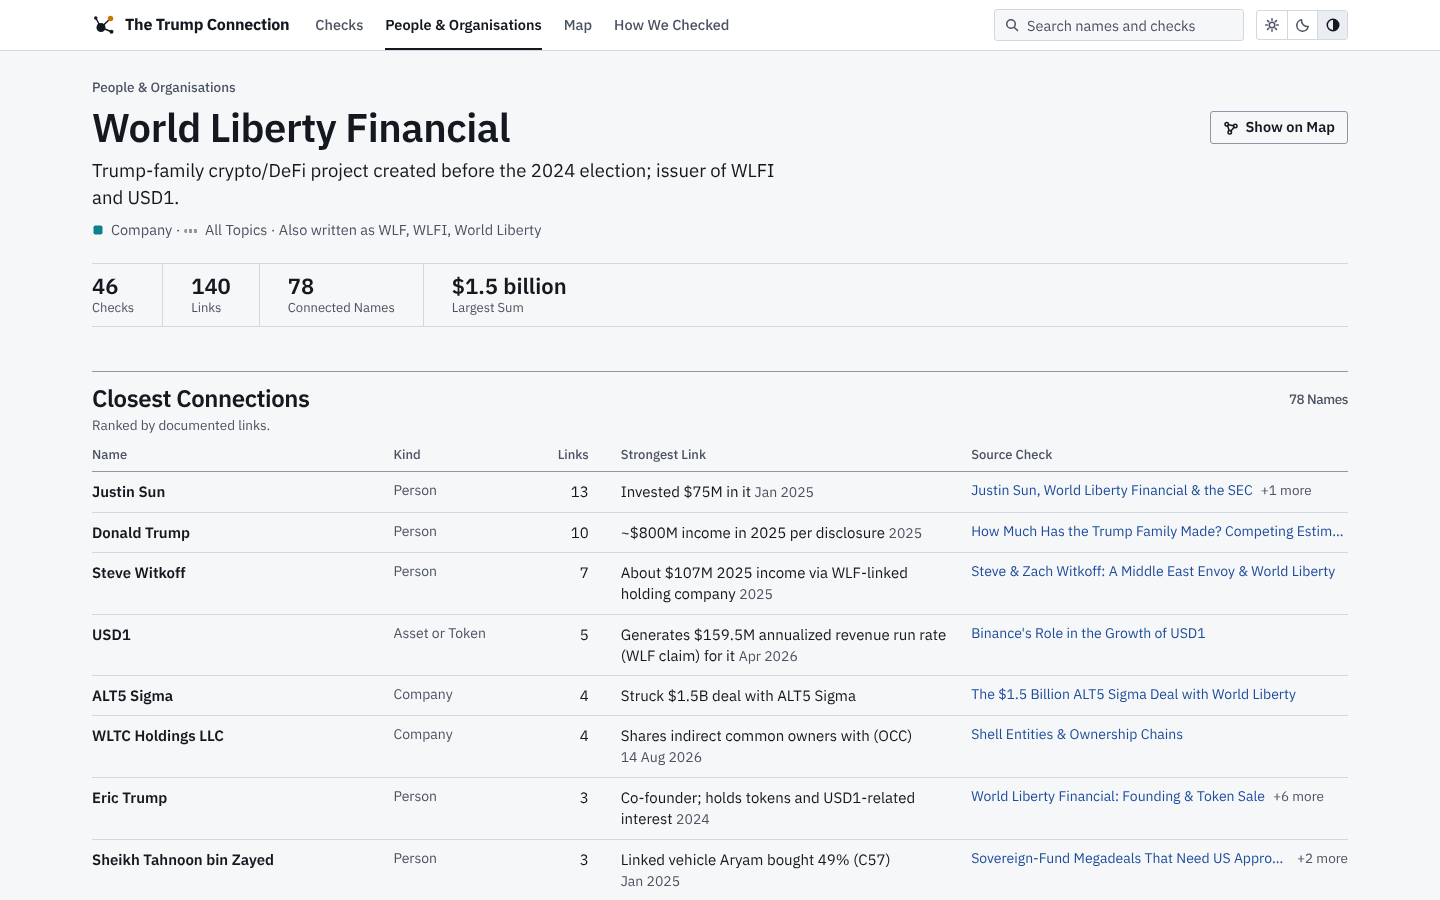 The Trump Connection
Checks
People & Organisations
Map
How We Checked
Search names and checks
People & Organisations
World Liberty Financial
Show on Map
Trump-family crypto/DeFi project created before the 2024 election; issuer of WLFI
and USD1.
Company · All Topics · Also written as WLF, WLFI, World Liberty
46
Checks
140
Links
78
Connected Names
$1.5 billion
Largest Sum
Closest Connections
78 Names
Ranked by documented links.
Name Kind Links Strongest Link Source Check
Justin Sun Person 13 Invested $75M in it Jan 2025 Justin Sun, World Liberty Financial & the SEC +1 more
Donald Trump Person 10 ~$800M income in 2025 per disclosure 2025 How Much Has the Trump Family Made? Competing Estim...
Steve Witkoff Person 7 About $107M 2025 income via WLF-linked Steve & Zach Witkoff: A Middle East Envoy & World Liberty
holding company 2025
USD1 Asset or Token 5 Generates $159.5M annualized revenue run rate Binance's Role in the Growth of USD1
(WLF claim) for it Apr 2026
ALT5 Sigma Company 4 Struck $1.5B deal with ALT5 Sigma The $1.5 Billion ALT5 Sigma Deal with World Liberty
WLTC Holdings LLC Company 4 Shares indirect common owners with (OCC) Shell Entities & Ownership Chains
14 Aug 2026
Eric Trump Person 3 Co-founder; holds tokens and USD1-related World Liberty Financial: Founding & Token Sale +6 more
interest 2024
Sheikh Tahnoon bin Zayed Person 3 Linked vehicle Aryam bought 49% (C57) Sovereign-Fund Megadeals That Need US Appro... +2 more
Jan 2025